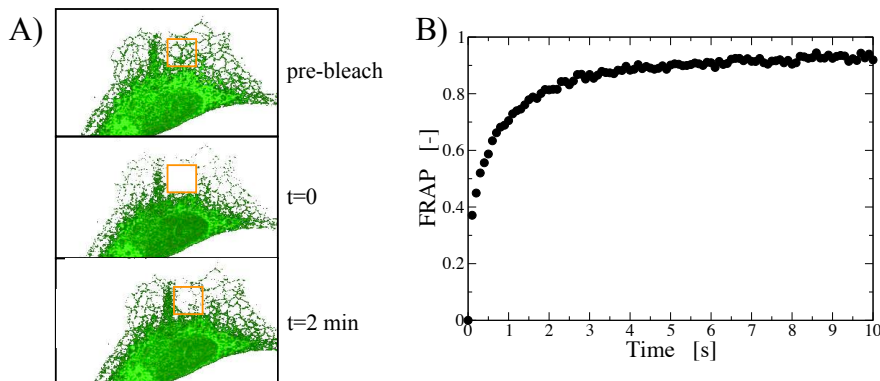 A)
pre-bleach
t=0
t=2 min
B)
FRAP [-]
1
0.8
0.6
0.4
0.2
0
0 1 2 3 4 5 6 7 8 9 10
Time [s]